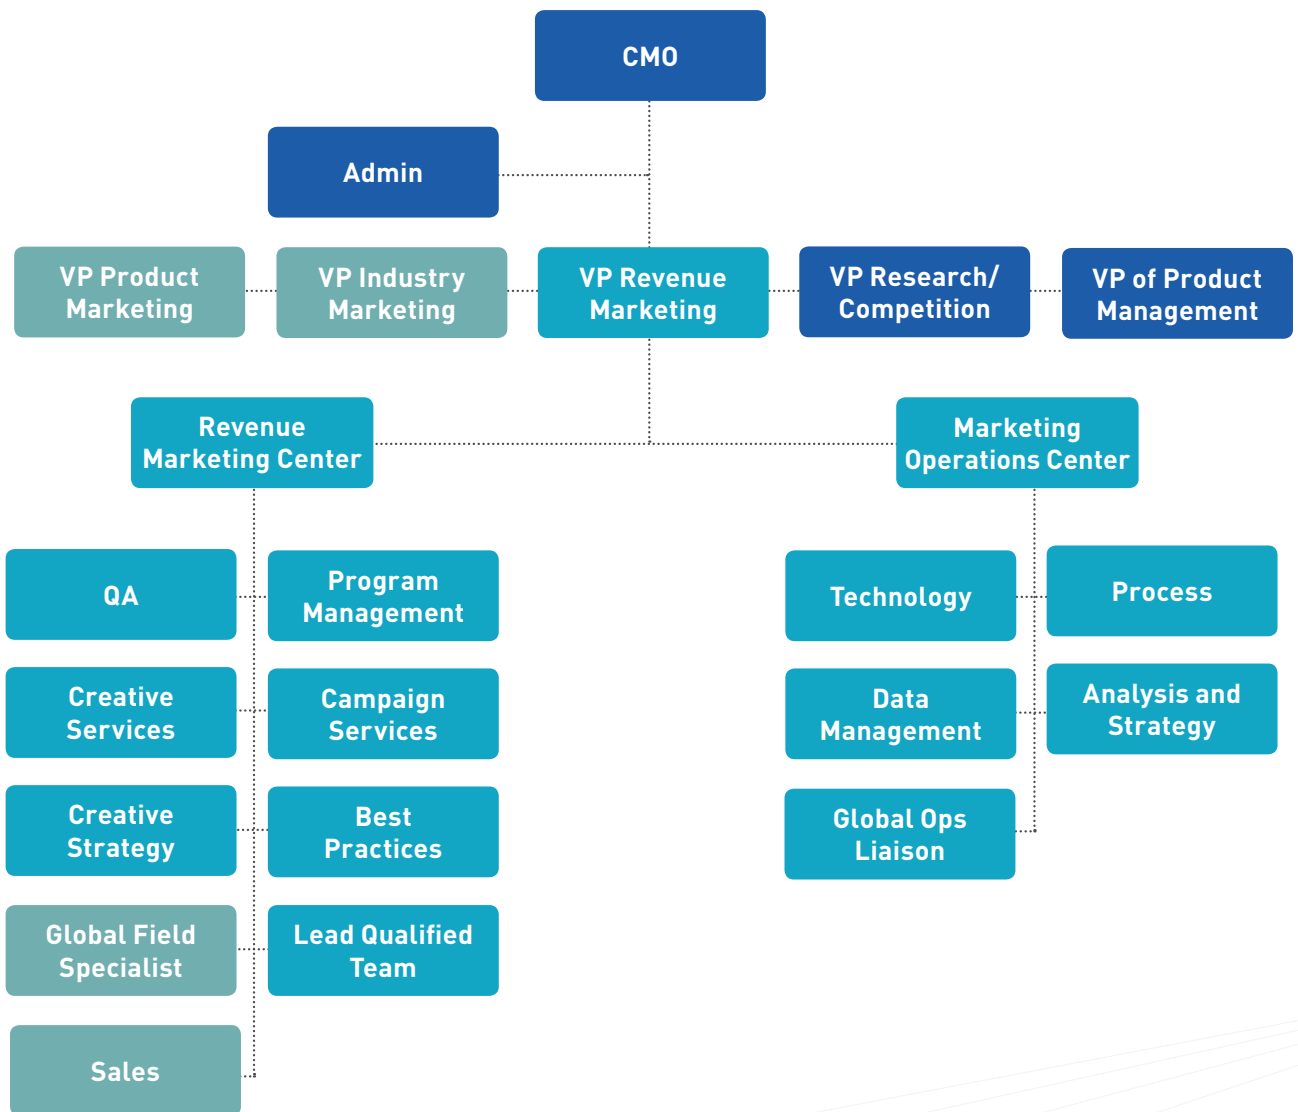 CMO
Admin
VP Product
Marketing
VP Industry
Marketing
VP Revenue
Marketing
VP Research/
Competition
VP of Product
Management
Revenue
Marketing Center
Marketing
Operations Center
QA
Program
Management
Technology
Process
Creative
Services
Campaign
Services
Data
Management
Analysis and
Strategy
Creative
Strategy
Best
Practices
Global Ops
Liaison
Global Field
Specialist
Lead Qualified
Team
Sales